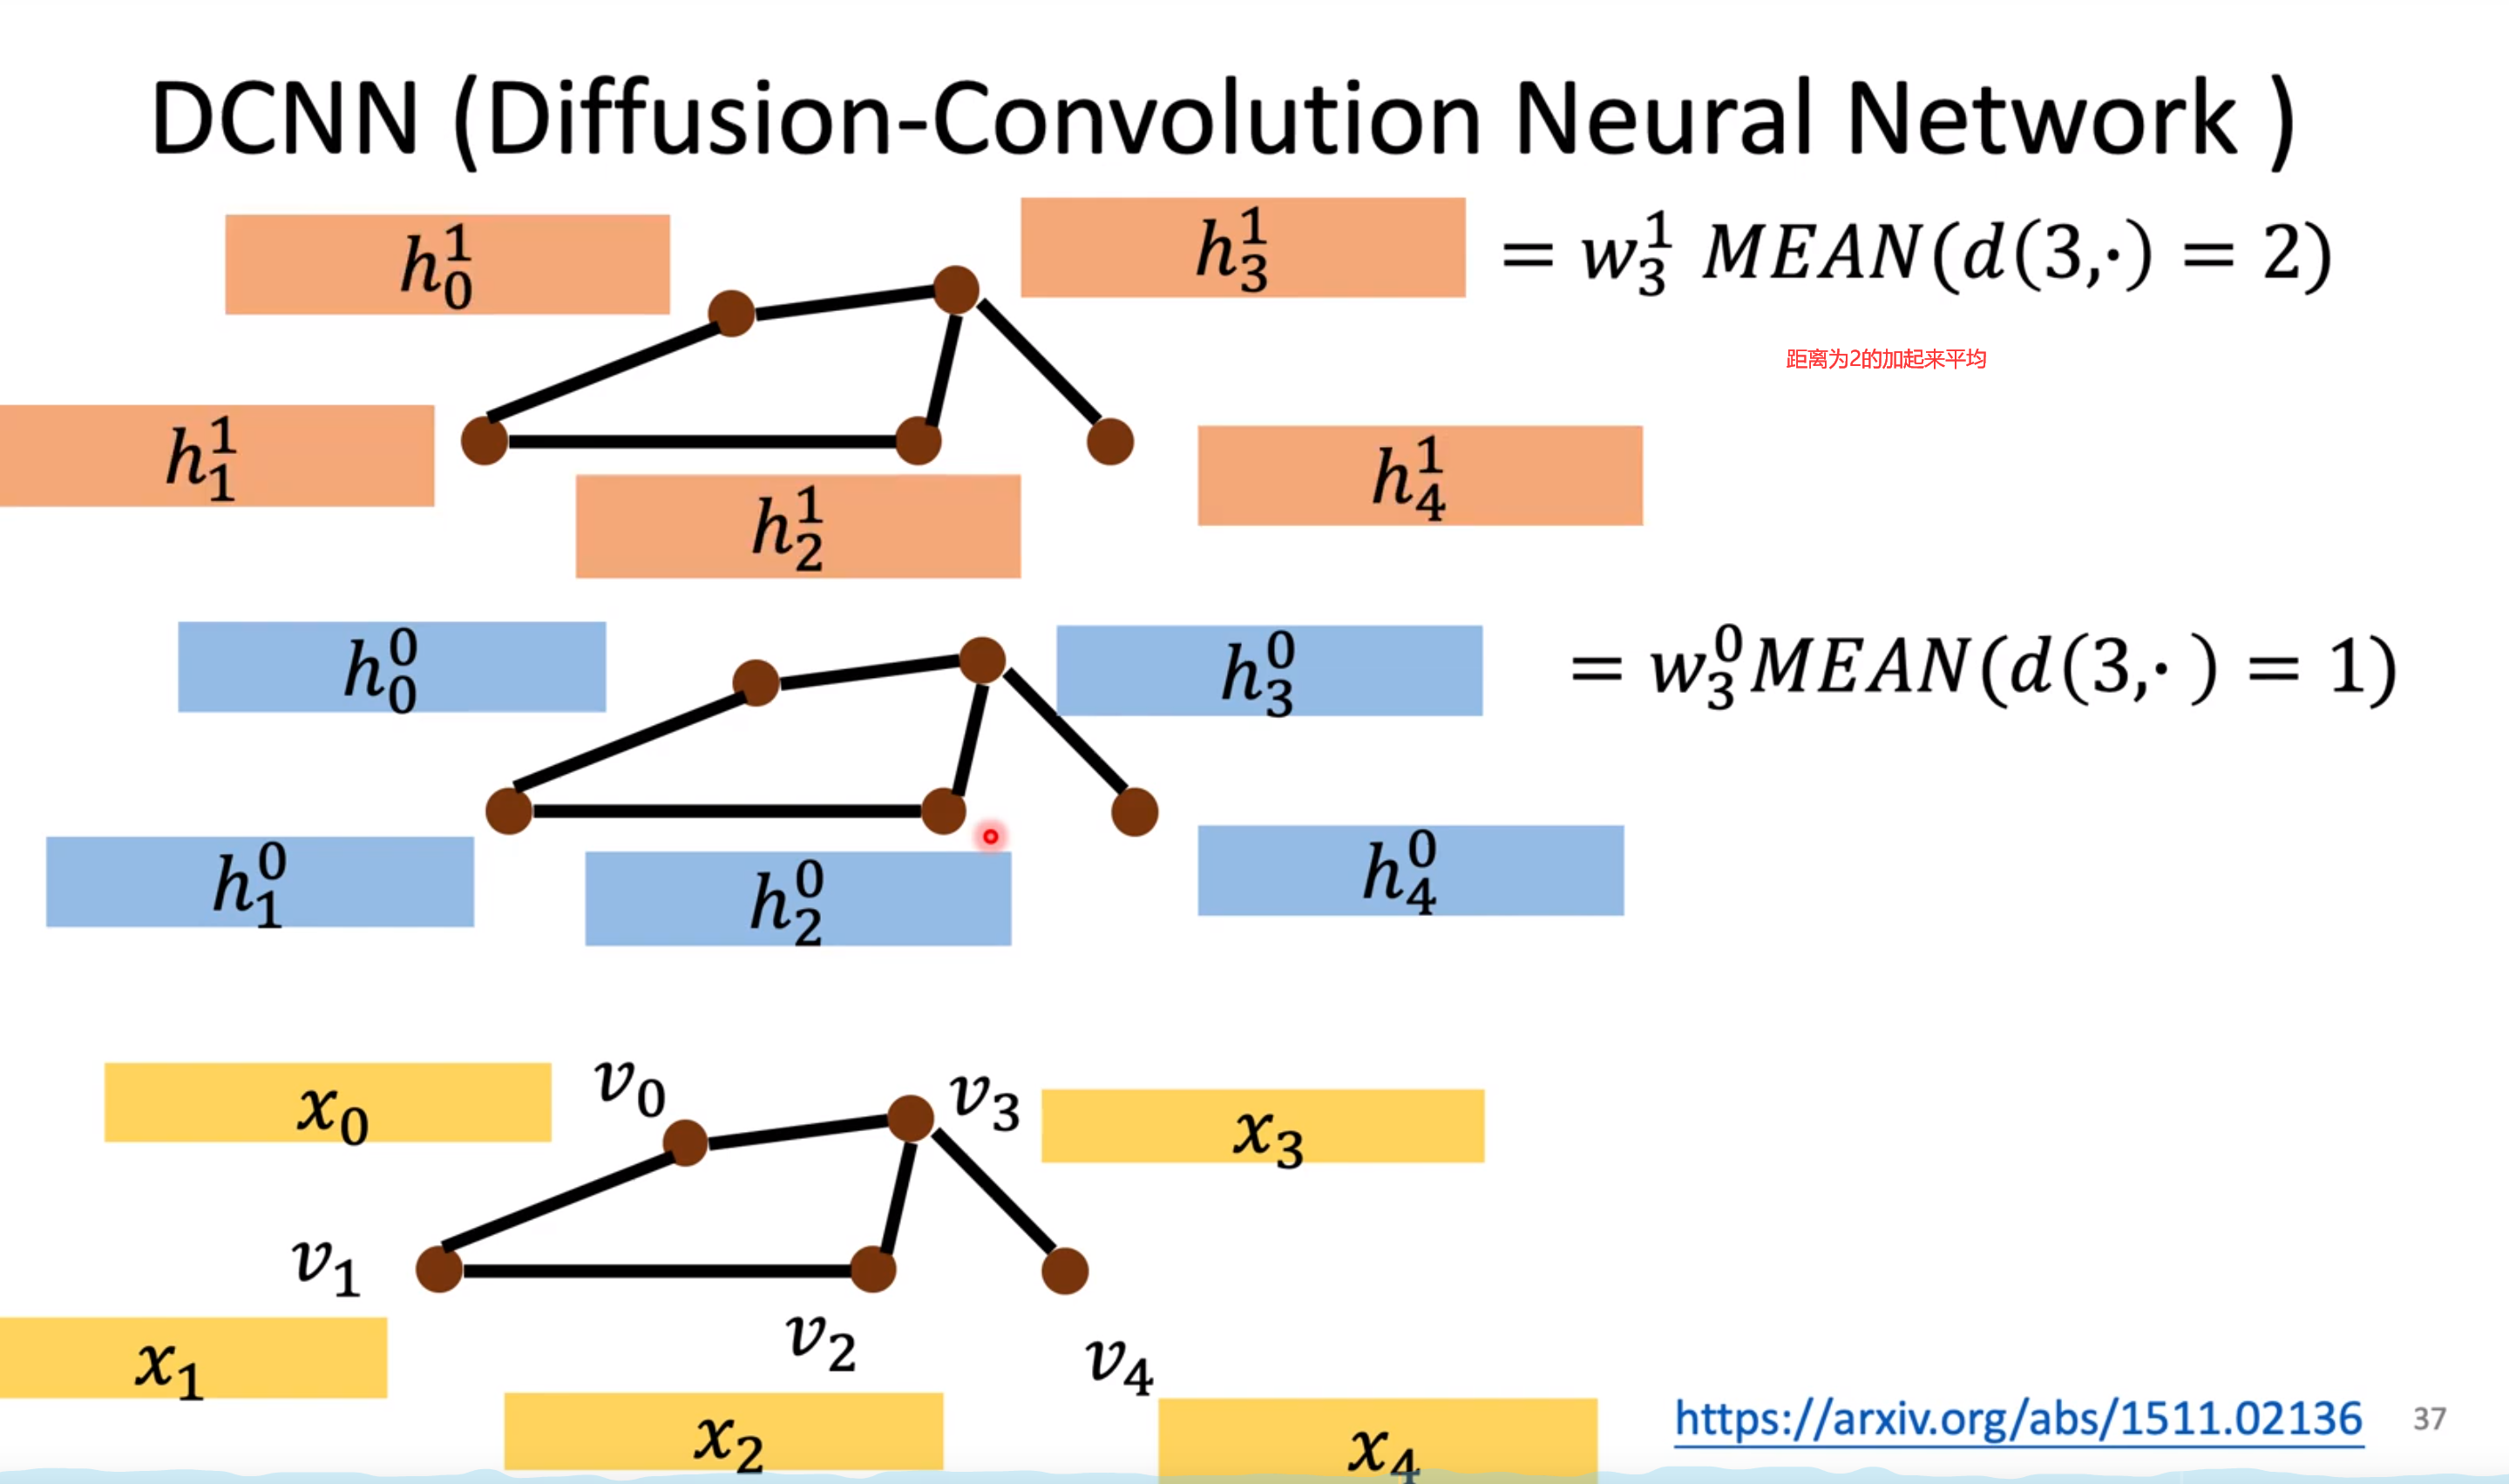 DCNN (Diffusion-Convolution Neural Network )
h_0^1
h_3^1 = w_3^1 MEAN(d(3,·) = 2)
距离为2的加起来平均
h_1^1
h_4^1
h_2^1
h_0^0
h_3^0 = w_3^0 MEAN(d(3,· ) = 1)
h_1^0
h_2^0
h_4^0
x_0
v_0
v_3
x_3
v_1
v_2
v_4
x_1
x_2
x_4
https://arxiv.org/abs/1511.02136
37